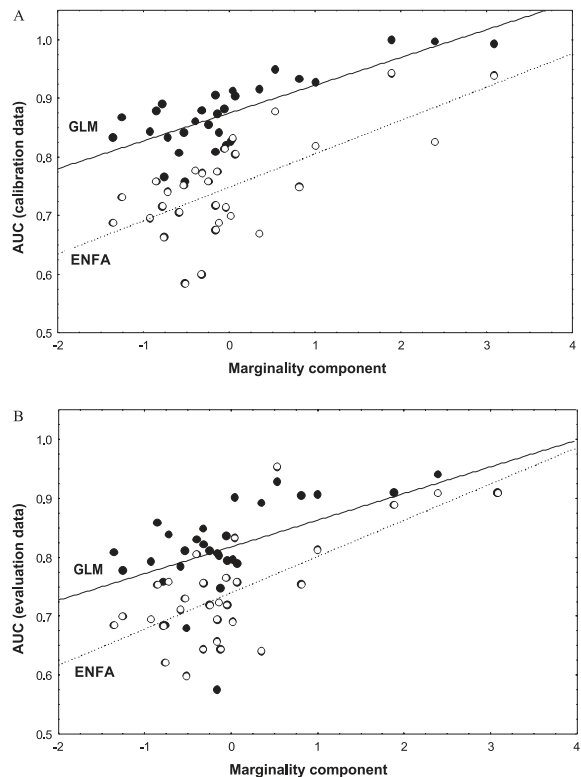 A
1.0
0.9
GLM
0.8
0.7
ENFA
0.6
0.5
-2 -1 0 1 2 3 4
AUC (calibration data)
Marginality component
B
1.0
0.9
0.8
GLM
0.7
ENFA
0.6
0.5
-2 -1 0 1 2 3 4
AUC (evaluation data)
Marginality component